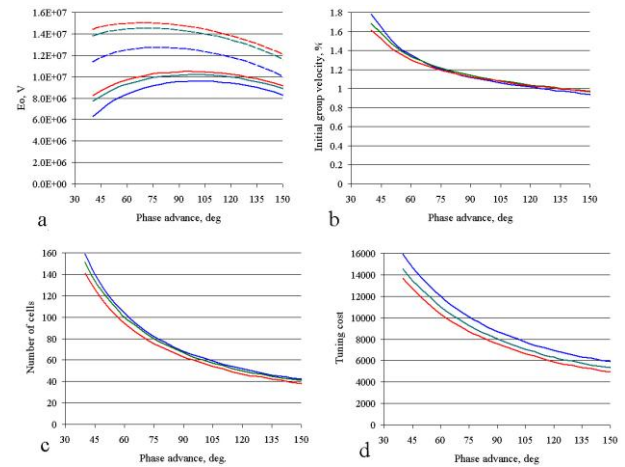 1.6E+07
1.4E+07
1.2E+07
1.0E+07
8.0E+06
6.0E+06
4.0E+06
2.0E+06
0.0E+00
Eo, V
30 45 60 75 90 105 120 135 150
Phase advance, deg
a
2
1.8
1.6
1.4
1.2
1
0.8
0.6
0.4
0.2
0
Initial group velocity, %
30 45 60 75 90 105 120 135 150
Phase advance, deg
b
160
140
120
100
80
60
40
20
0
Number of cells
30 45 60 75 90 105 120 135 150
Phase advance, deg.
c
16000
14000
12000
10000
8000
6000
4000
2000
0
Tuning cost
30 45 60 75 90 105 120 135 150
Phase advance, deg
d